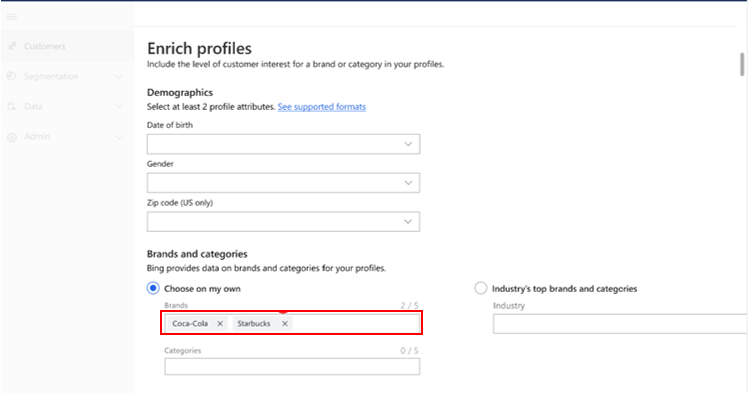 Customers
Segmentation
Data
Admin
Enrich profiles
Include the level of customer interest for a brand or category in your profiles.
Demographics
Select at least 2 profile attributes. See supported formats
Date of birth
Gender
Zip code (US only)
Brands and categories
Bing provides data on brands and categories for your profiles.
Choose on my own
Industry's top brands and categories
Brands 2 / 5
Industry
Coca-Cola Starbucks
Categories 0 / 5